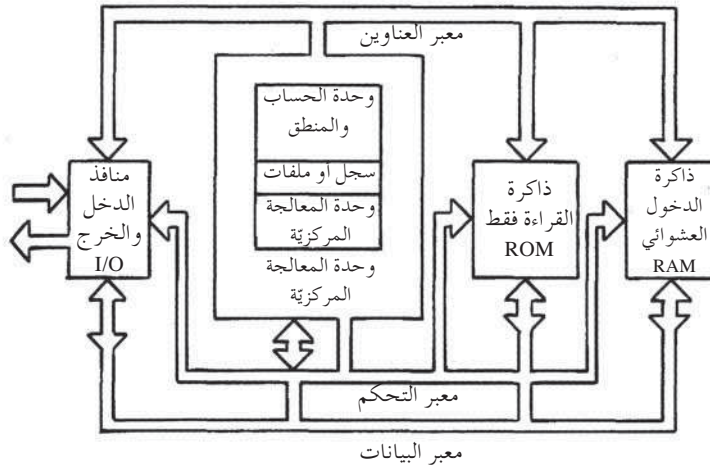 معبر العناوين
وحدة الحساب
والمنطق
سجل أو ملفات
وحدة المعالجة
المركزيّة
وحدة المعالجة
المركزيّة
ذاكرة
الدخول
العشوائي
RAM
ذاكرة
القراءة فقط
ROM
منافذ
الدخل
والخرج
I/O
معبر التحكم
معبر البيانات